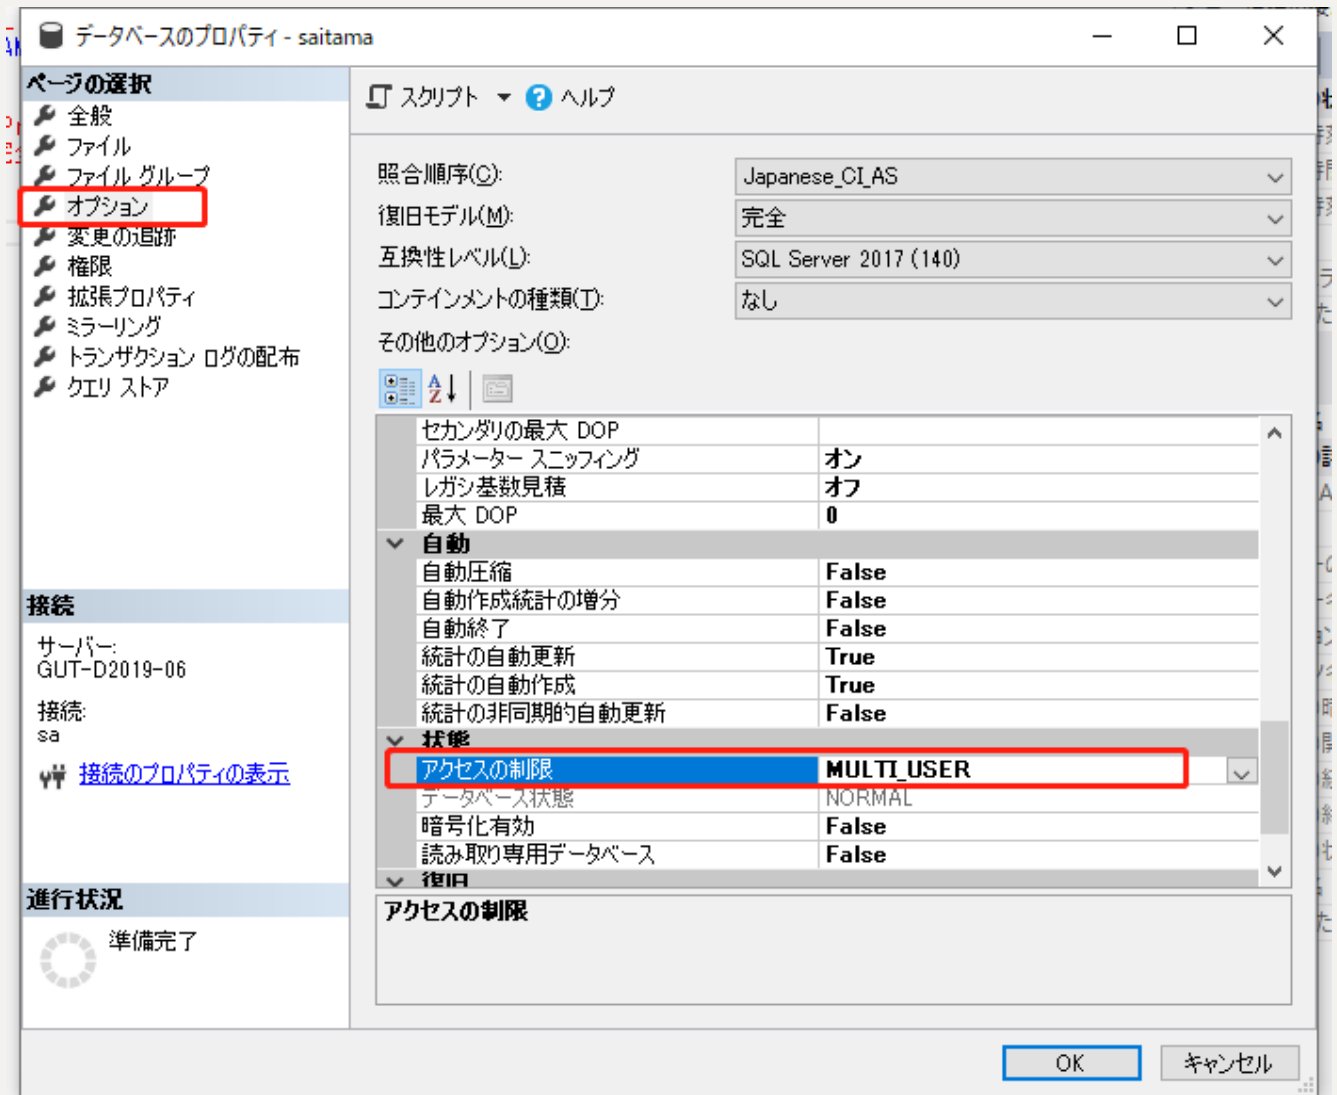 データベースのプロパティ - saitama
ページの選択
全般
ファイル
ファイル グループ
オプション
変更の追跡
権限
拡張プロパティ
ミラーリング
トランザクション ログの配布
クエリ ストア
接続
サーバー:
GUT-D2019-06
接続:
sa
接続のプロパティの表示
進行状況
準備完了
スクリプト ヘルプ
照合順序(C): Japanese_CI_AS
復旧モデル(M): 完全
互換性レベル(L): SQL Server 2017 (140)
コンテインメントの種類(T): なし
その他のオプション(O):
セカンダリの最大 DOP
パラメーター スニッフィング オン
レガシ基数見積 オフ
最大 DOP 0
自動
自動圧縮 False
自動作成統計の増分 False
自動終了 False
統計の自動更新 True
統計の自動作成 True
統計の非同期的自動更新 False
状態
アクセスの制限 MULTI_USER
データベース状態 NORMAL
暗号化有効 False
読み取り専用データベース False
復旧
アクセスの制限
OK キャンセル